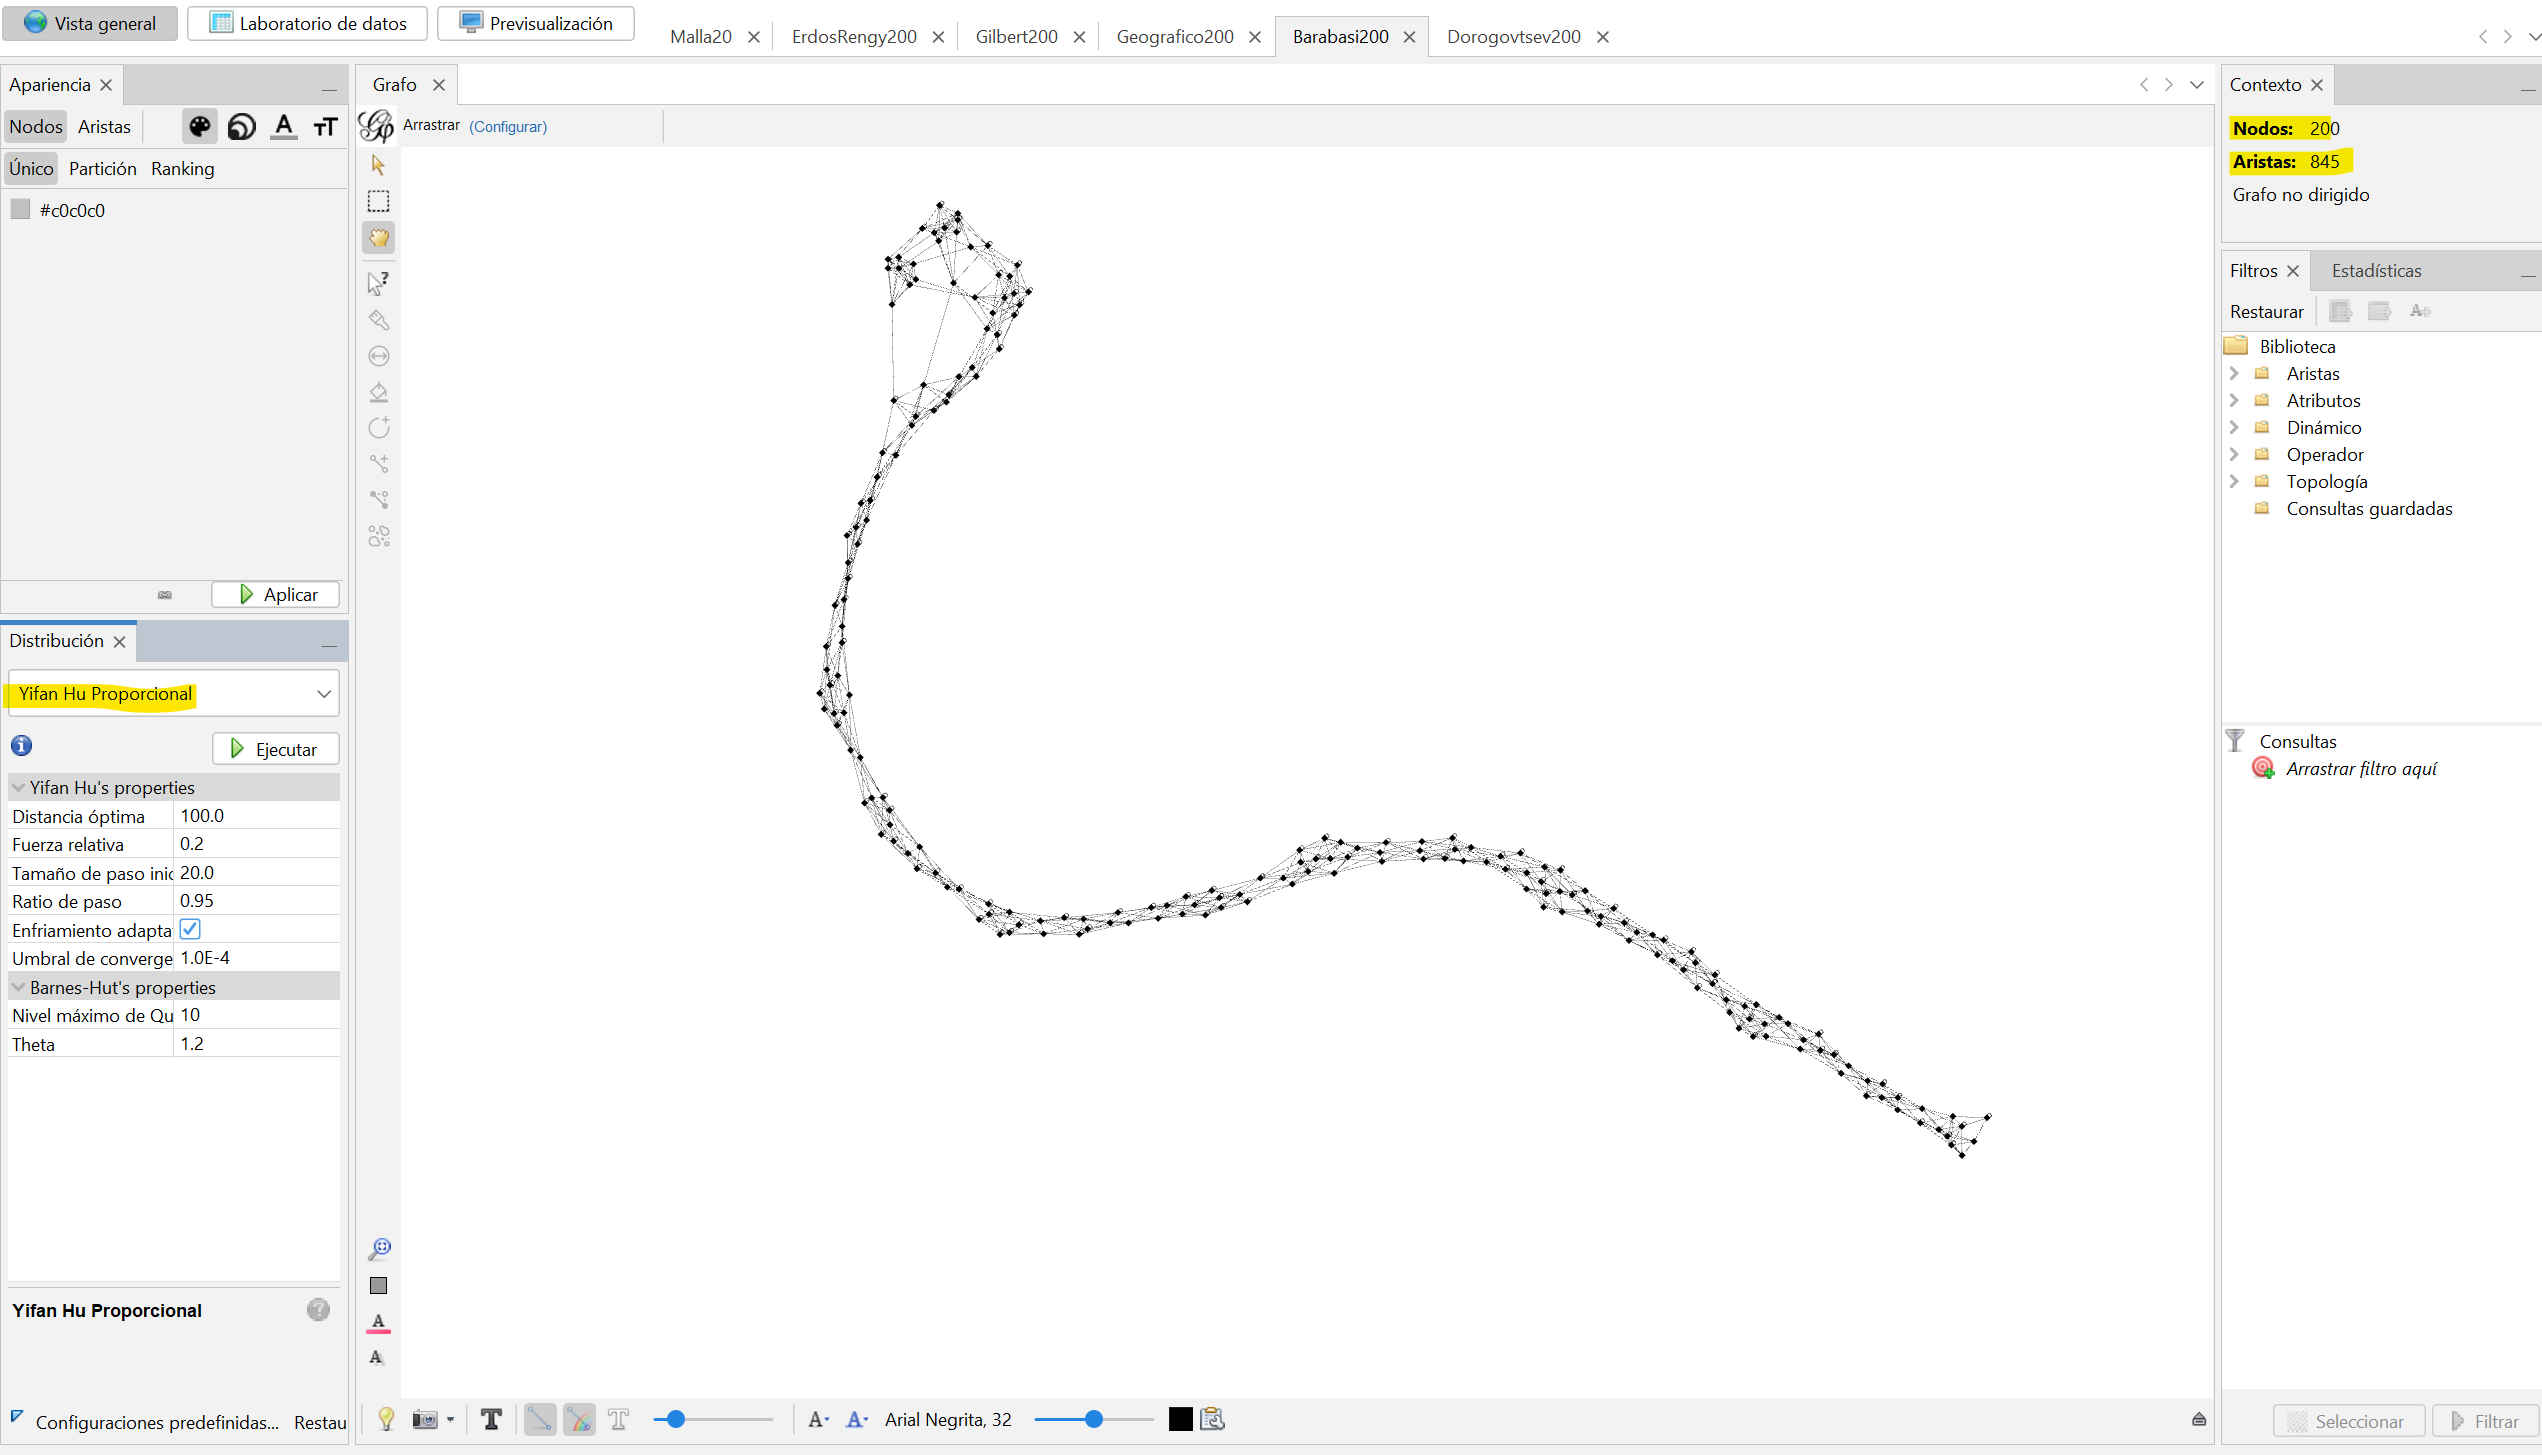 Vista general
Laboratorio de datos
Previsualización
Malla20
ErdosRengy200
Gilbert200
Geografico200
Barabasi200
Dorogovtsev200
Apariencia
Nodos Aristas
Único Partición Ranking
#c0c0c0
Aplicar
Distribución
Yifan Hu Proporcional
Ejecutar
Yifan Hu's properties
Distancia óptima 100.0
Fuerza relativa 0.2
Tamaño de paso inic 20.0
Ratio de paso 0.95
Enfriamiento adapta
Umbral de converge 1.0E-4
Barnes-Hut's properties
Nivel máximo de Qu 10
Theta 1.2
Yifan Hu Proporcional
Configuraciones predefinidas... Restau
Grafo
Arrastrar (Configurar)
Arial Negrita, 32
Contexto
Nodos: 200
Aristas: 845
Grafo no dirigido
Filtros
Estadísticas
Restaurar
Biblioteca
Aristas
Atributos
Dinámico
Operador
Topología
Consultas guardadas
Consultas
Arrastrar filtro aquí
Seleccionar
Filtrar